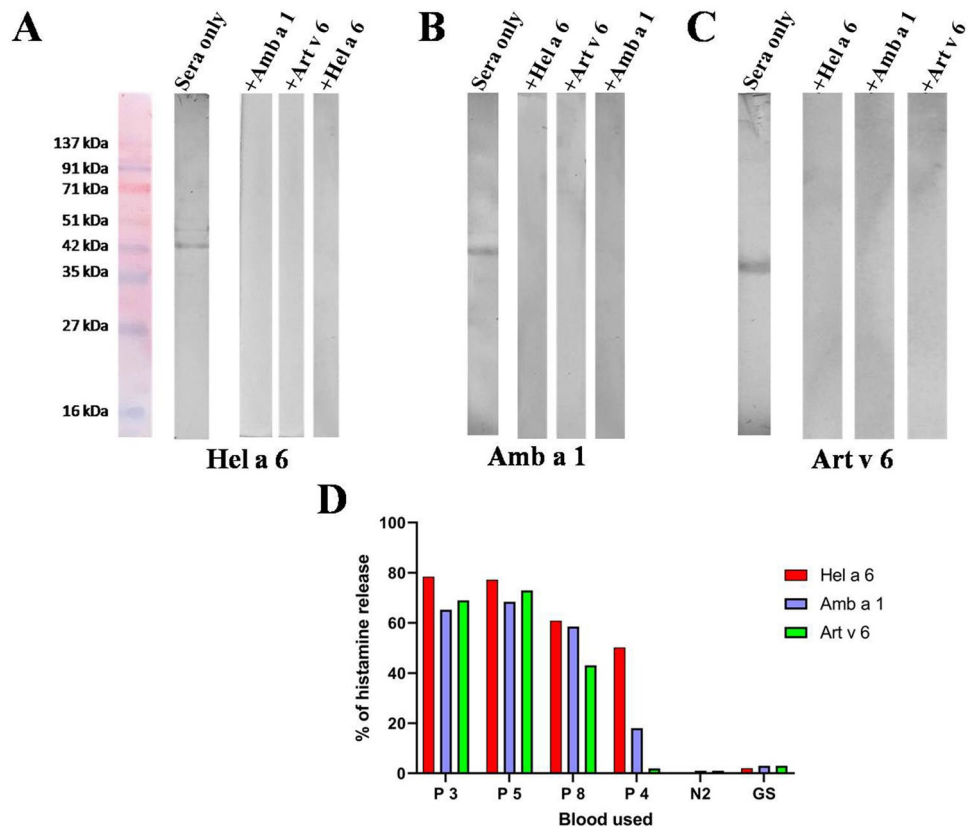 A
Sera only
+Amb a 1
+Art v 6
+Hel a 6
137 kDa
91 kDa
71 kDa
51 kDa
42 kDa
35 kDa
27 kDa
16 kDa
Hel a 6
B
Sera only
+Hel a 6
+Art v 6
+Amb a 1
Amb a 1
C
Sera only
+Hel a 6
+Amb a 1
+Art v 6
Art v 6
D
% of histamine release
100
80
60
40
20
0
P 3 P 5 P 8 P 4 N2 GS
Blood used
Hel a 6
Amb a 1
Art v 6